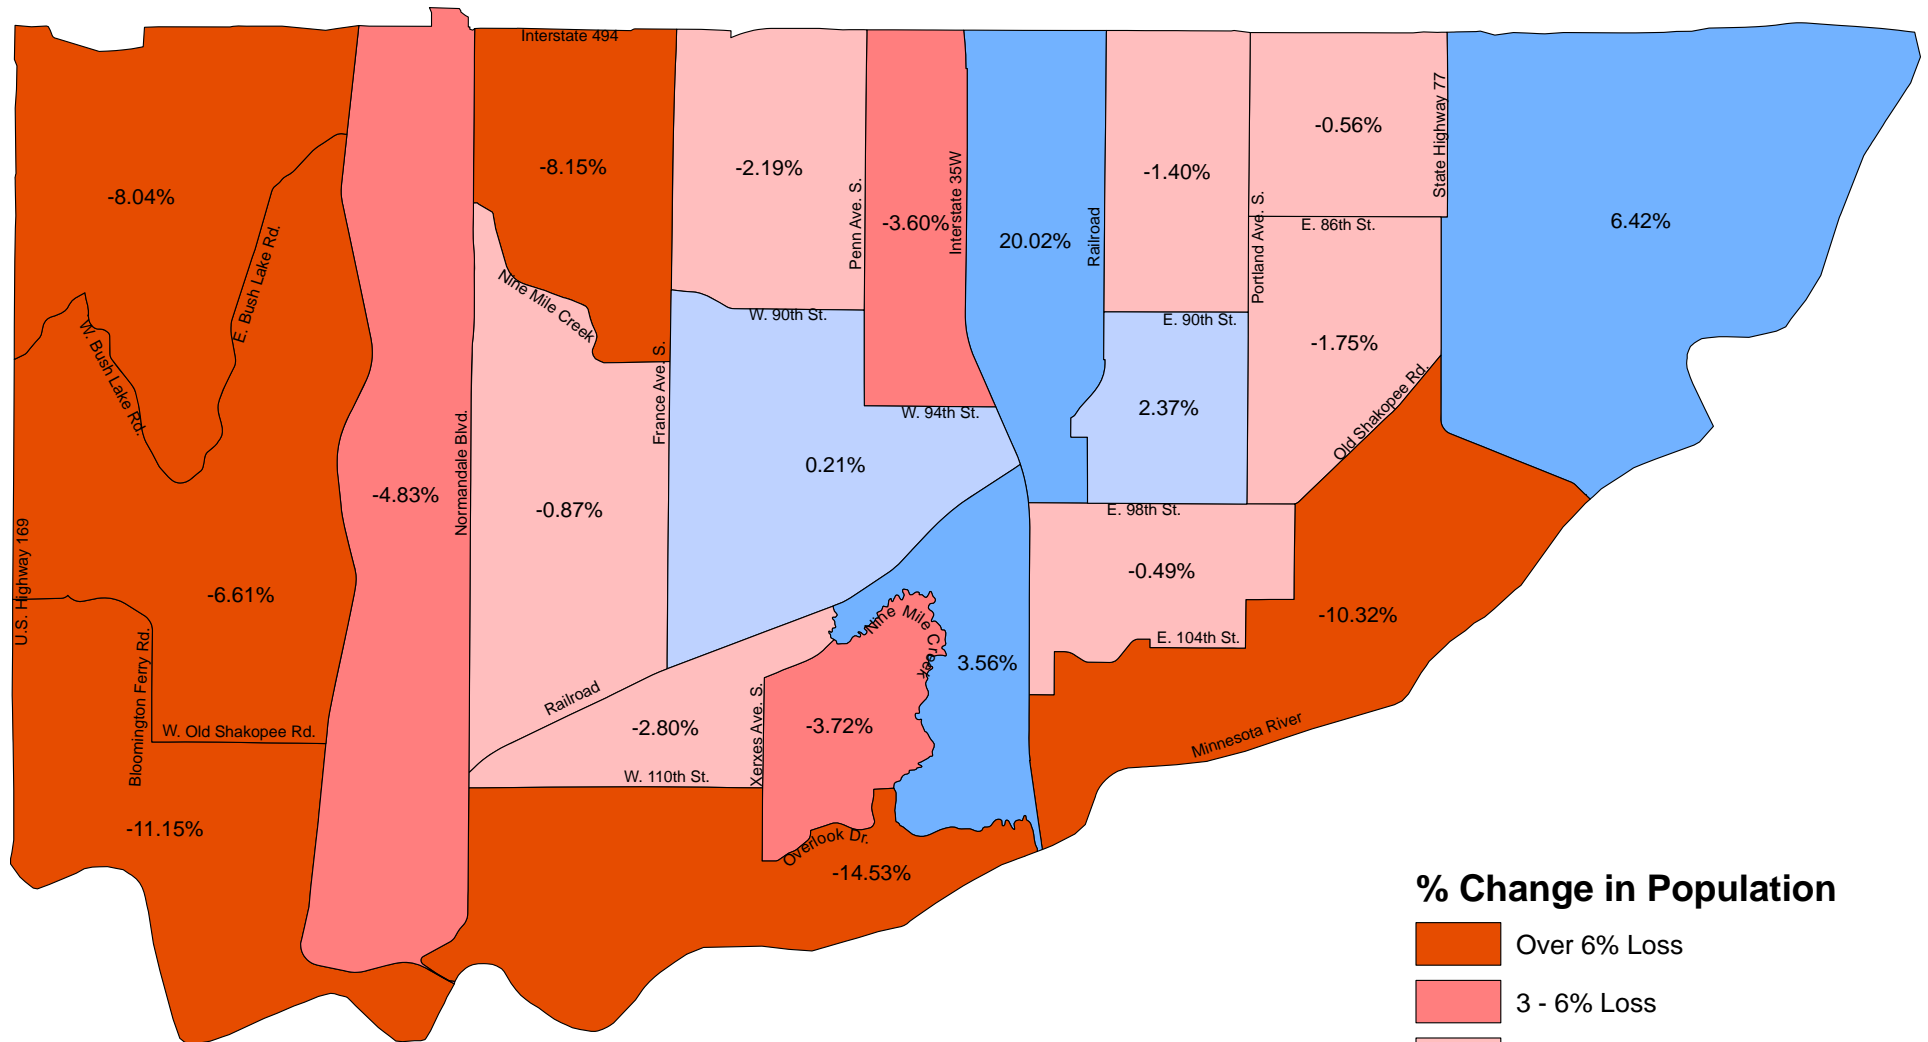 Interstate 494
-8.04%
-8.15%
-2.19%
-3.60%
20.02%
-1.40%
-0.56%
6.42%
Penn Ave. S.
Interstate 35W
Railroad
Portland Ave. S.
State Highway 77
E. 86th St.
E. Bush Lake Rd.
W. Bush Lake Rd.
Nine Mile Creek
W. 90th St.
E. 90th St.
-1.75%
France Ave. S.
2.37%
W. 94th St.
Old Shakopee Rd.
Normandale Blvd.
-4.83%
-0.87%
0.21%
E. 98th St.
-0.49%
U.S. Highway 169
-6.61%
-10.32%
Nine Mile Creek
E. 104th St.
3.56%
Bloomington Ferry Rd.
W. Old Shakopee Rd.
Railroad
-2.80%
Xerxes Ave. S.
-3.72%
Minnesota River
W. 110th St.
-11.15%
Overlook Dr.
-14.53%
% Change in Population
Over 6% Loss
3 - 6% Loss